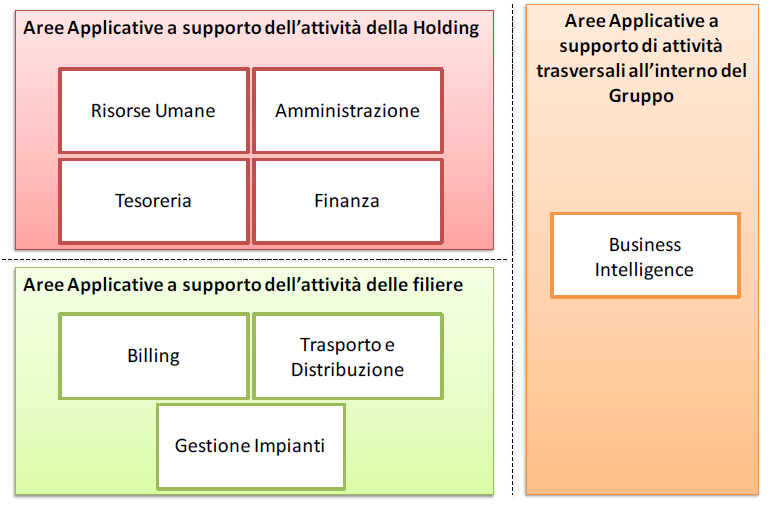 Aree Applicative a supporto dell'attività della Holding
Risorse Umane
Amministrazione
Tesoreria
Finanza
Aree Applicative a supporto dell'attività delle filiere
Billing
Trasporto e
Distribuzione
Gestione Impianti
Aree Applicative a
supporto di attività
trasversali all'interno del
Gruppo
Business
Intelligence